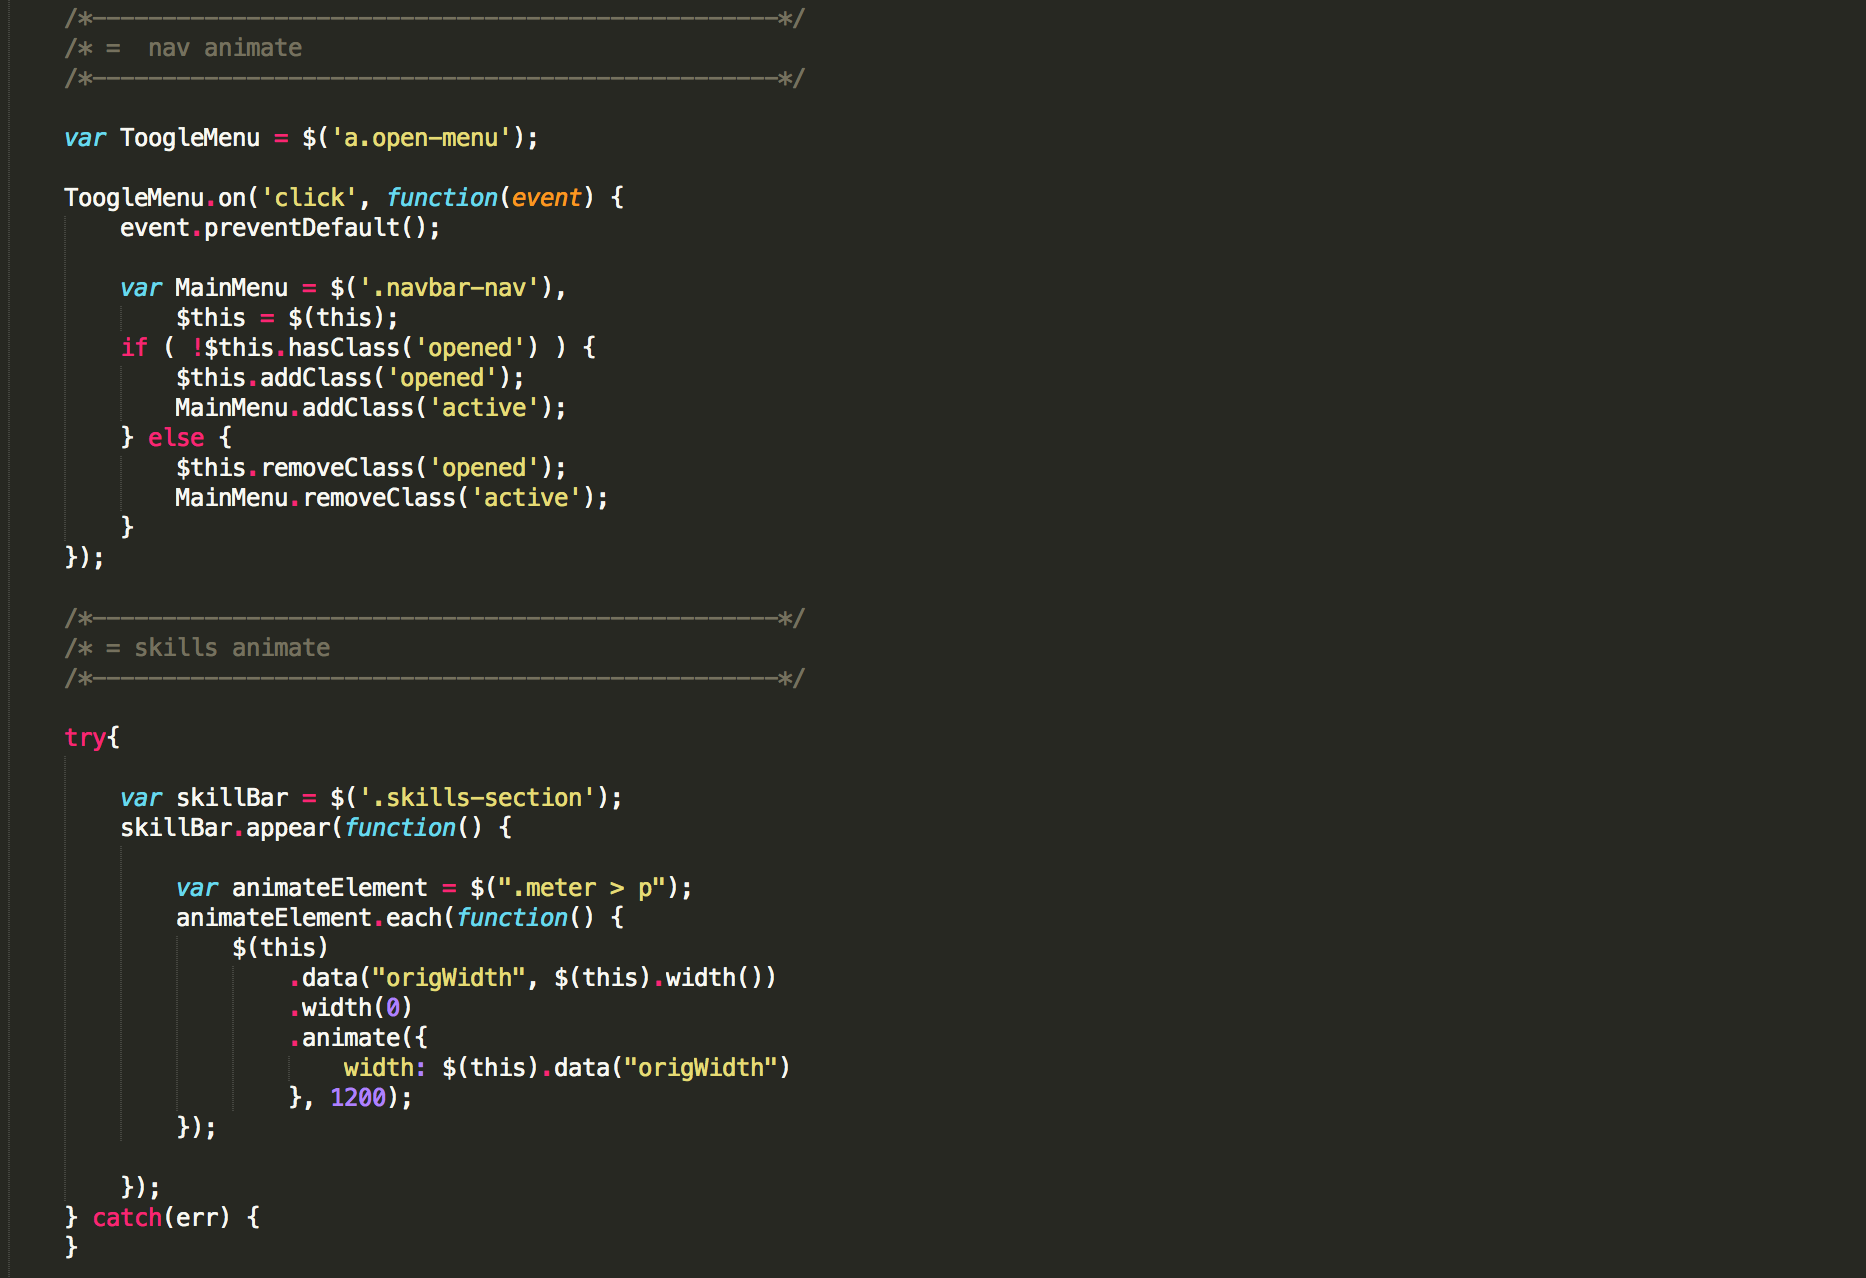 /*-------------------------------------------------*/
/* =  nav animate
/*-------------------------------------------------*/
var ToogleMenu = $('a.open-menu');
ToogleMenu.on('click', function(event) {
    event.preventDefault();
    var MainMenu = $('.navbar-nav'),
        $this = $(this);
    if ( !$this.hasClass('opened') ) {
        $this.addClass('opened');
        MainMenu.addClass('active');
    } else {
        $this.removeClass('opened');
        MainMenu.removeClass('active');
    }
});
/*-------------------------------------------------*/
/* = skills animate
/*-------------------------------------------------*/
try{
    var skillBar = $('.skills-section');
    skillBar.appear(function() {
        var animateElement = $(".meter > p");
        animateElement.each(function() {
            $(this)
                .data("origWidth", $(this).width())
                .width(0)
                .animate({
                    width: $(this).data("origWidth")
                }, 1200);
        });
    });
} catch(err) {
}